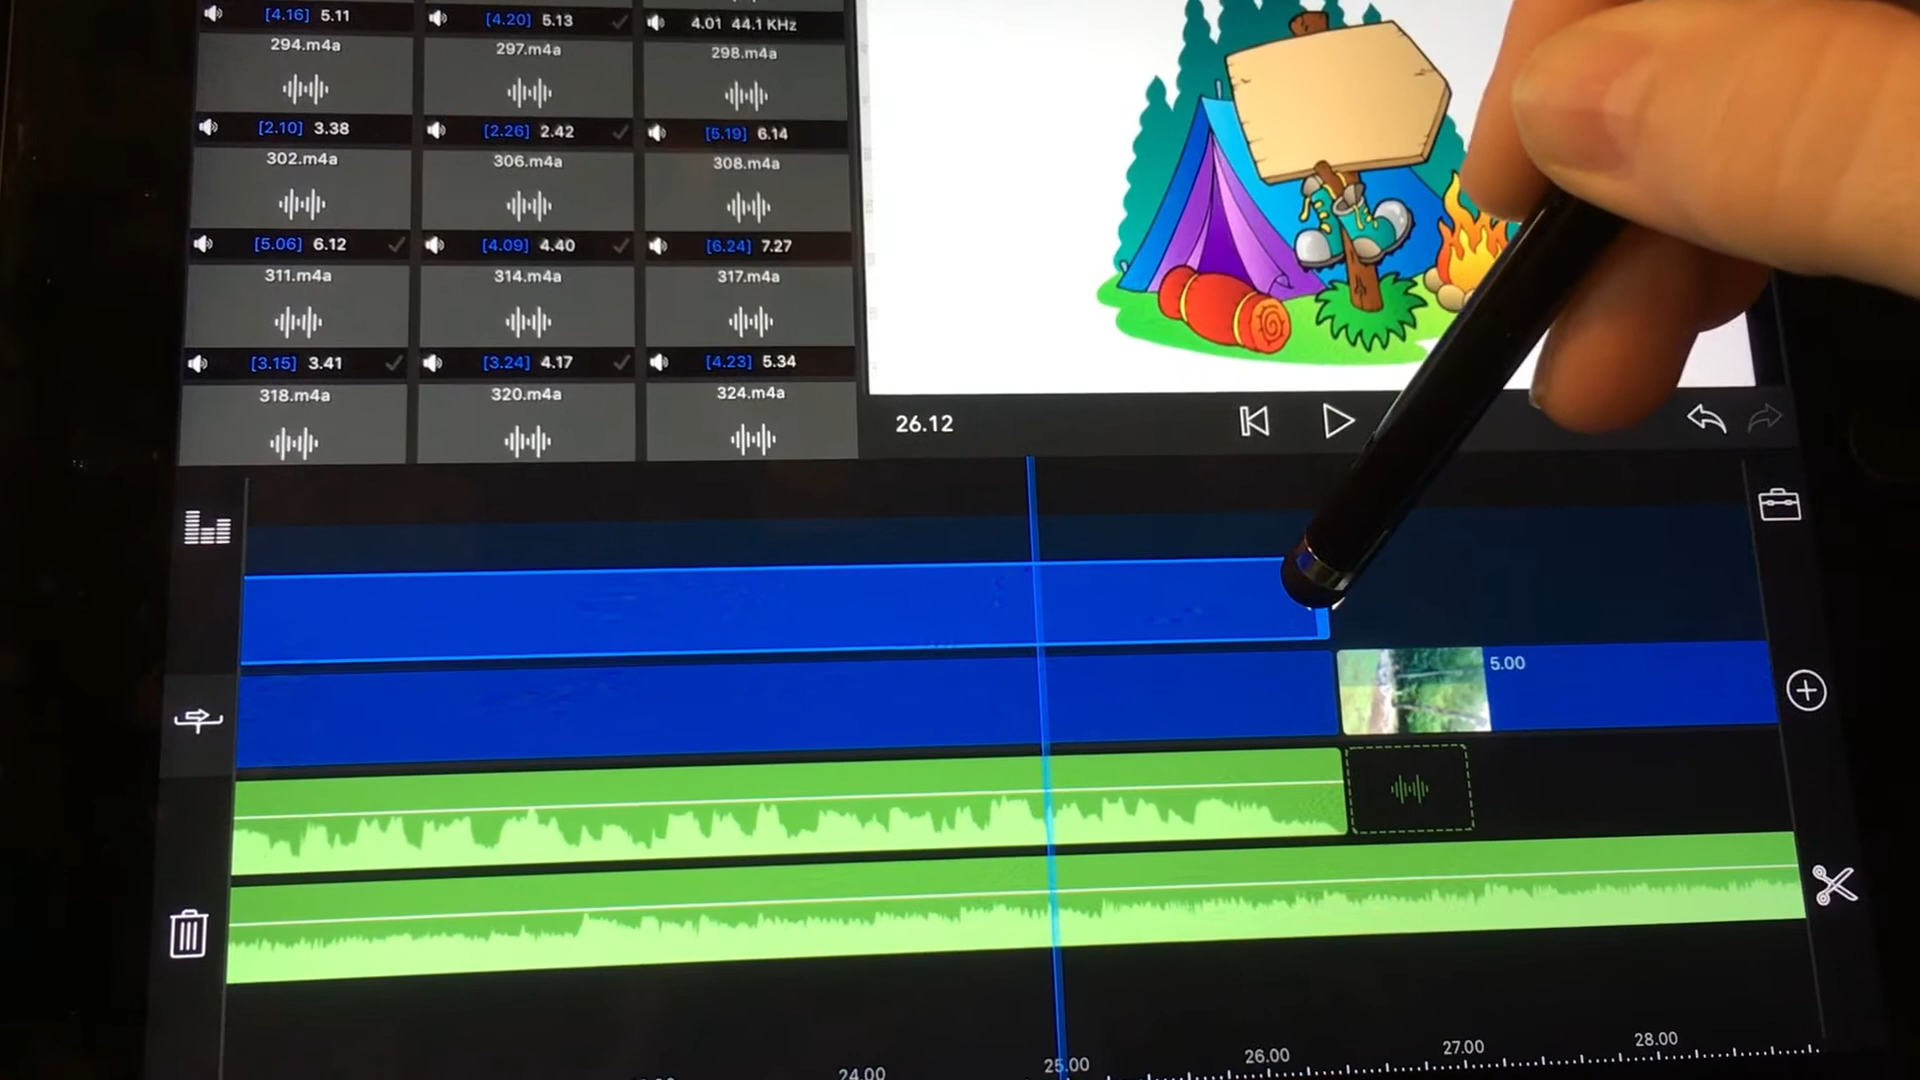 [4.16] 5.11 [4.20] 5.13 4.01 44.1 KHz
294.m4a 297.m4a 298.m4a
[2.10] 3.38 [2.26] 2.42 [5.19] 6.14
302.m4a 306.m4a 308.m4a
[5.06] 6.12 [4.09] 4.40 [6.24] 7.27
311.m4a 314.m4a 317.m4a
[3.15] 3.41 [3.24] 4.17 [4.23] 5.34
318.m4a 320.m4a 324.m4a
26.12
5.00
24.00 25.00 26.00 27.00 28.00